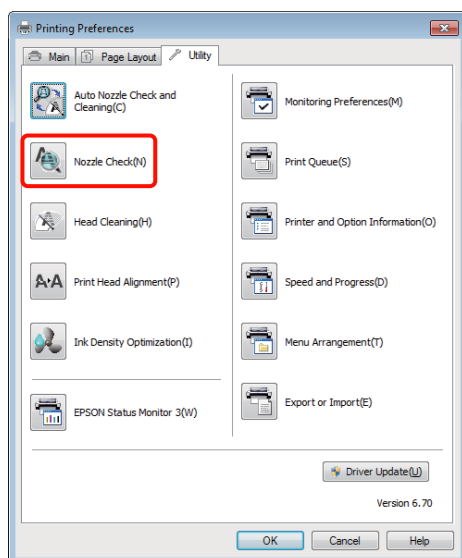 Printing Preferences
Main
Page Layout
Utility
Auto Nozzle Check and
Cleaning(C)
Nozzle Check(N)
Head Cleaning(H)
Print Head Alignment(P)
Ink Density Optimization(I)
EPSON Status Monitor 3(W)
Monitoring Preferences(M)
Print Queue(S)
Printer and Option Information(O)
Speed and Progress(D)
Menu Arrangement(T)
Export or Import(E)
Driver Update(U)
Version 6.70
OK
Cancel
Help